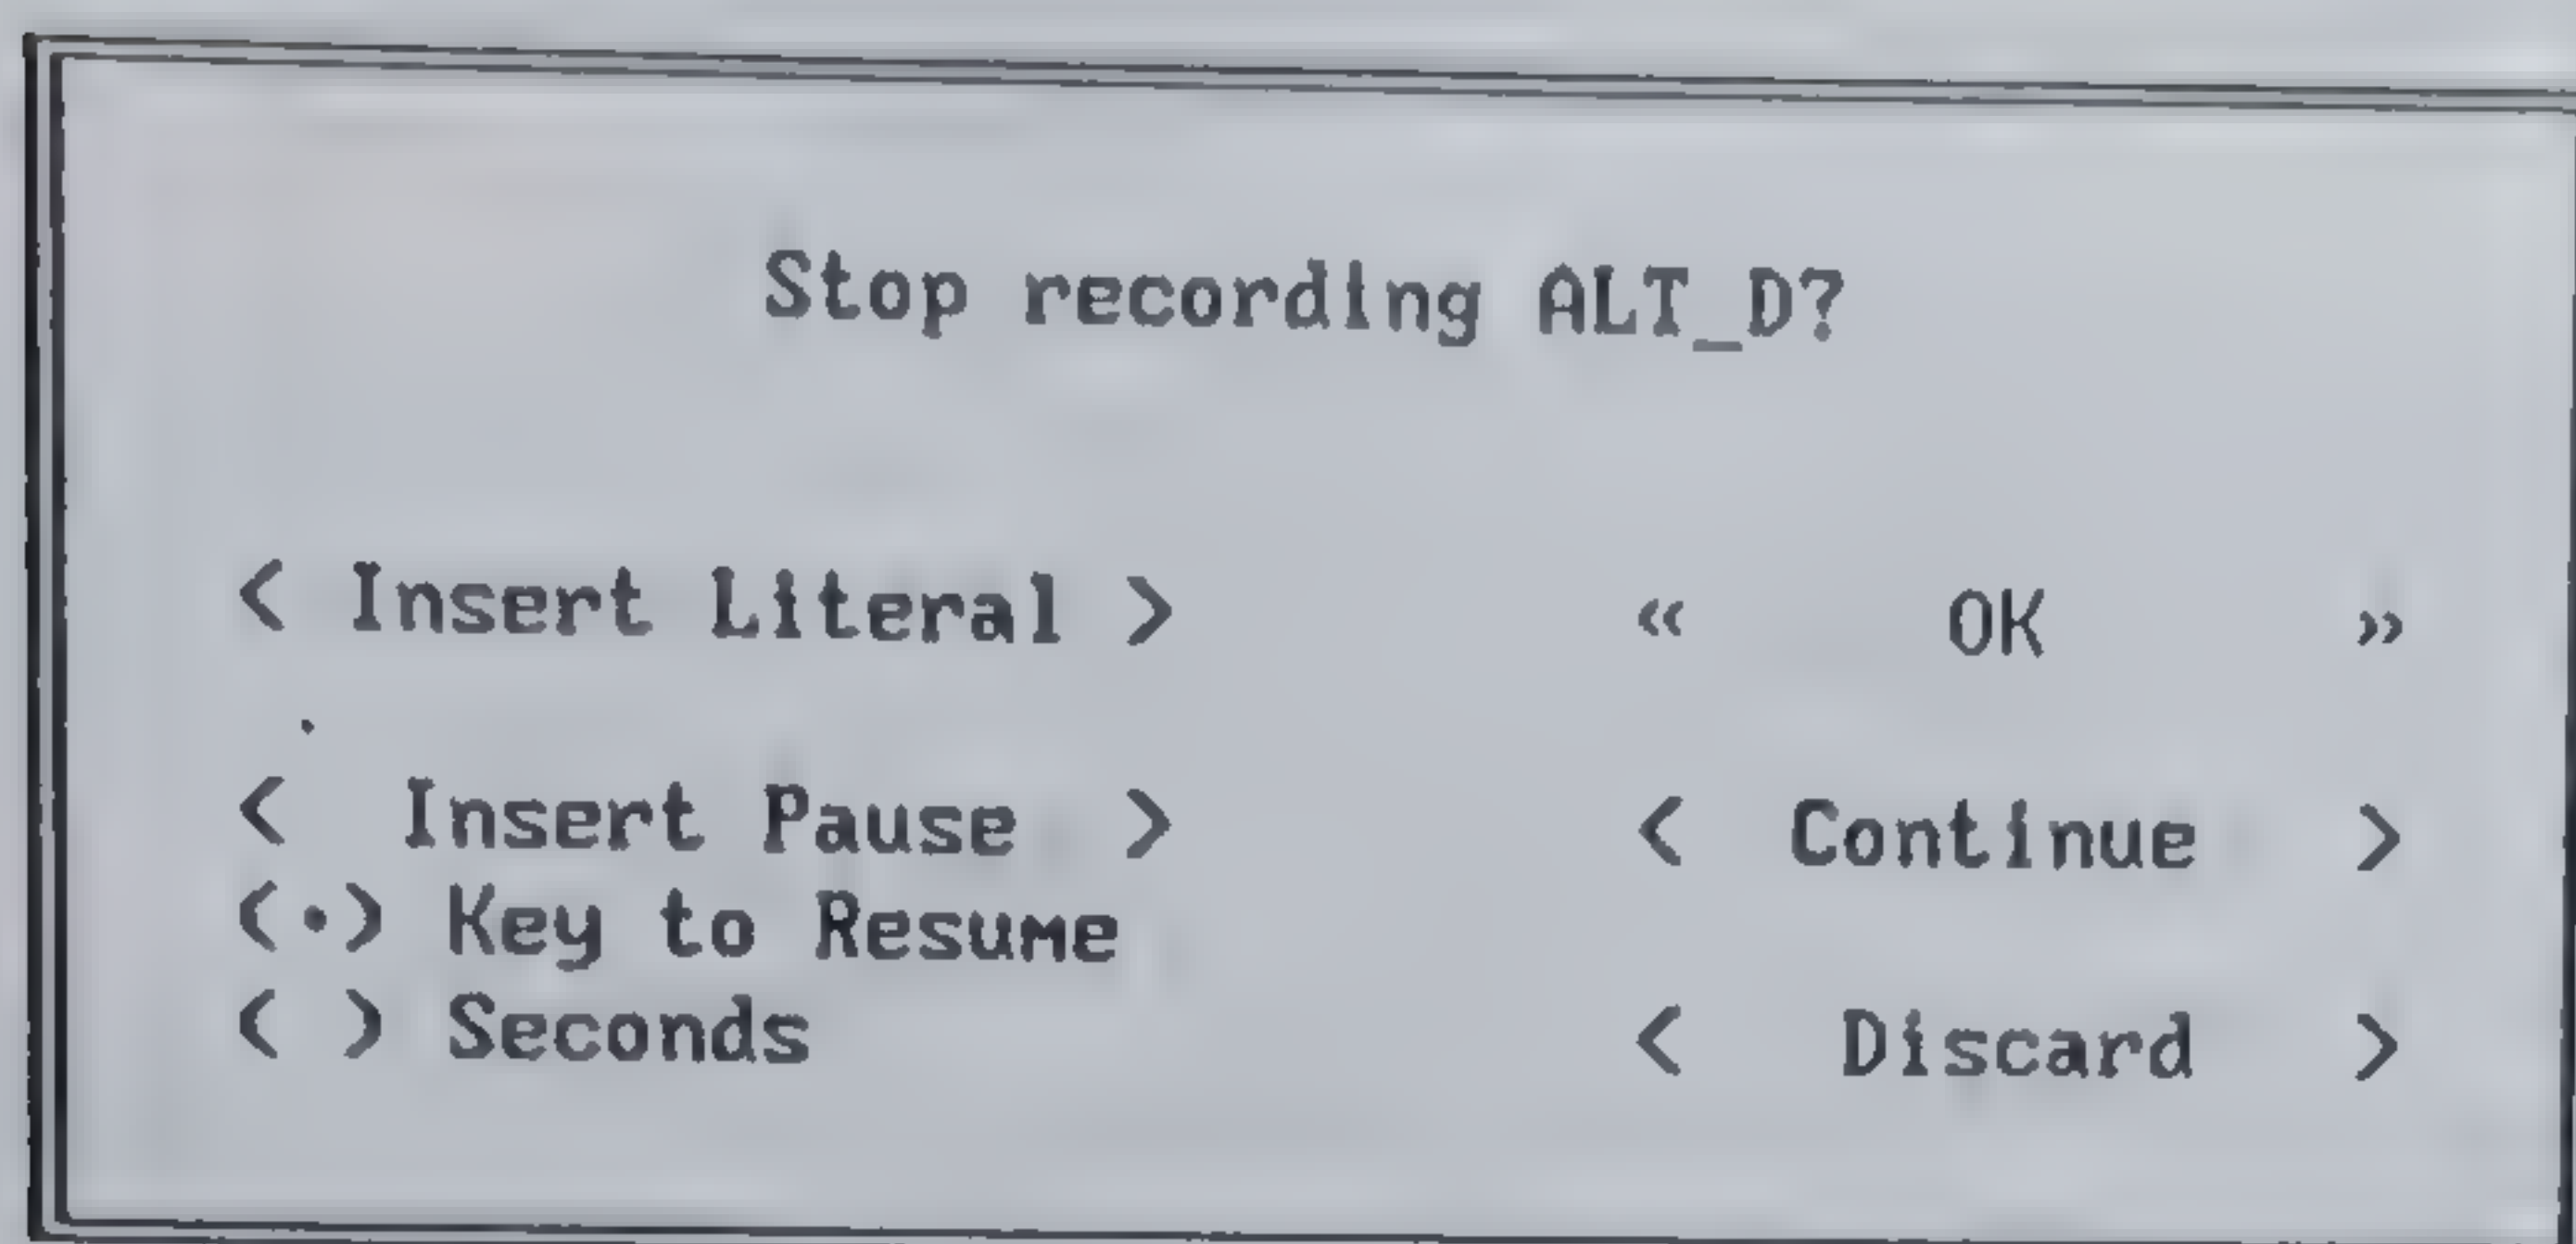 Stop recording ALT_D?
< Insert Literal > « OK »
< Insert Pause > < Continue >
(•) Key to Resume
( ) Seconds < Discard >